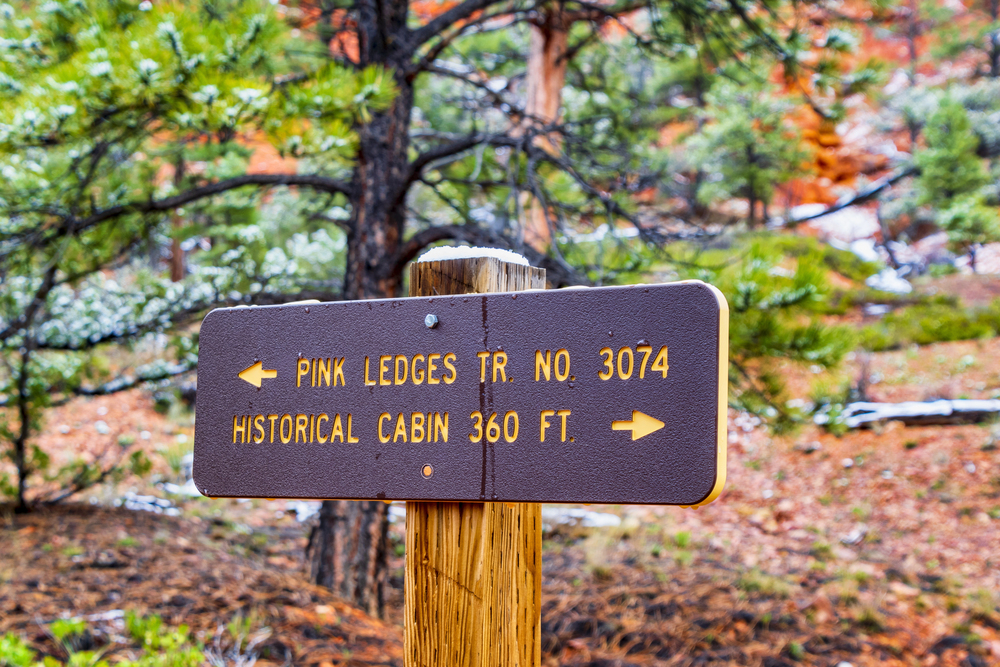 ← PINK LEDGES TR. NO. 3074
HISTORICAL CABIN 360 FT. →